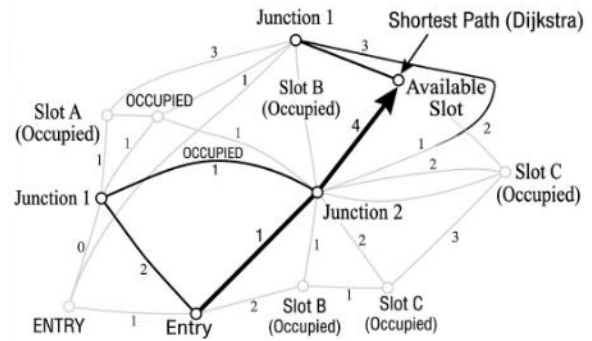 Junction 1
Shortest Path (Dijkstra)
3
3
1
Slot B
(Occupied)
Available
Slot
OCCUPIED
Slot A
(Occupied)
4
1
1
2
1
1
OCCUPIED
1
2
Slot C
(Occupied)
Junction 1
Junction 2
1
0
2
1
2
3
ENTRY
1
Entry
2
Slot B
(Occupied)
1
Slot C
(Occupied)